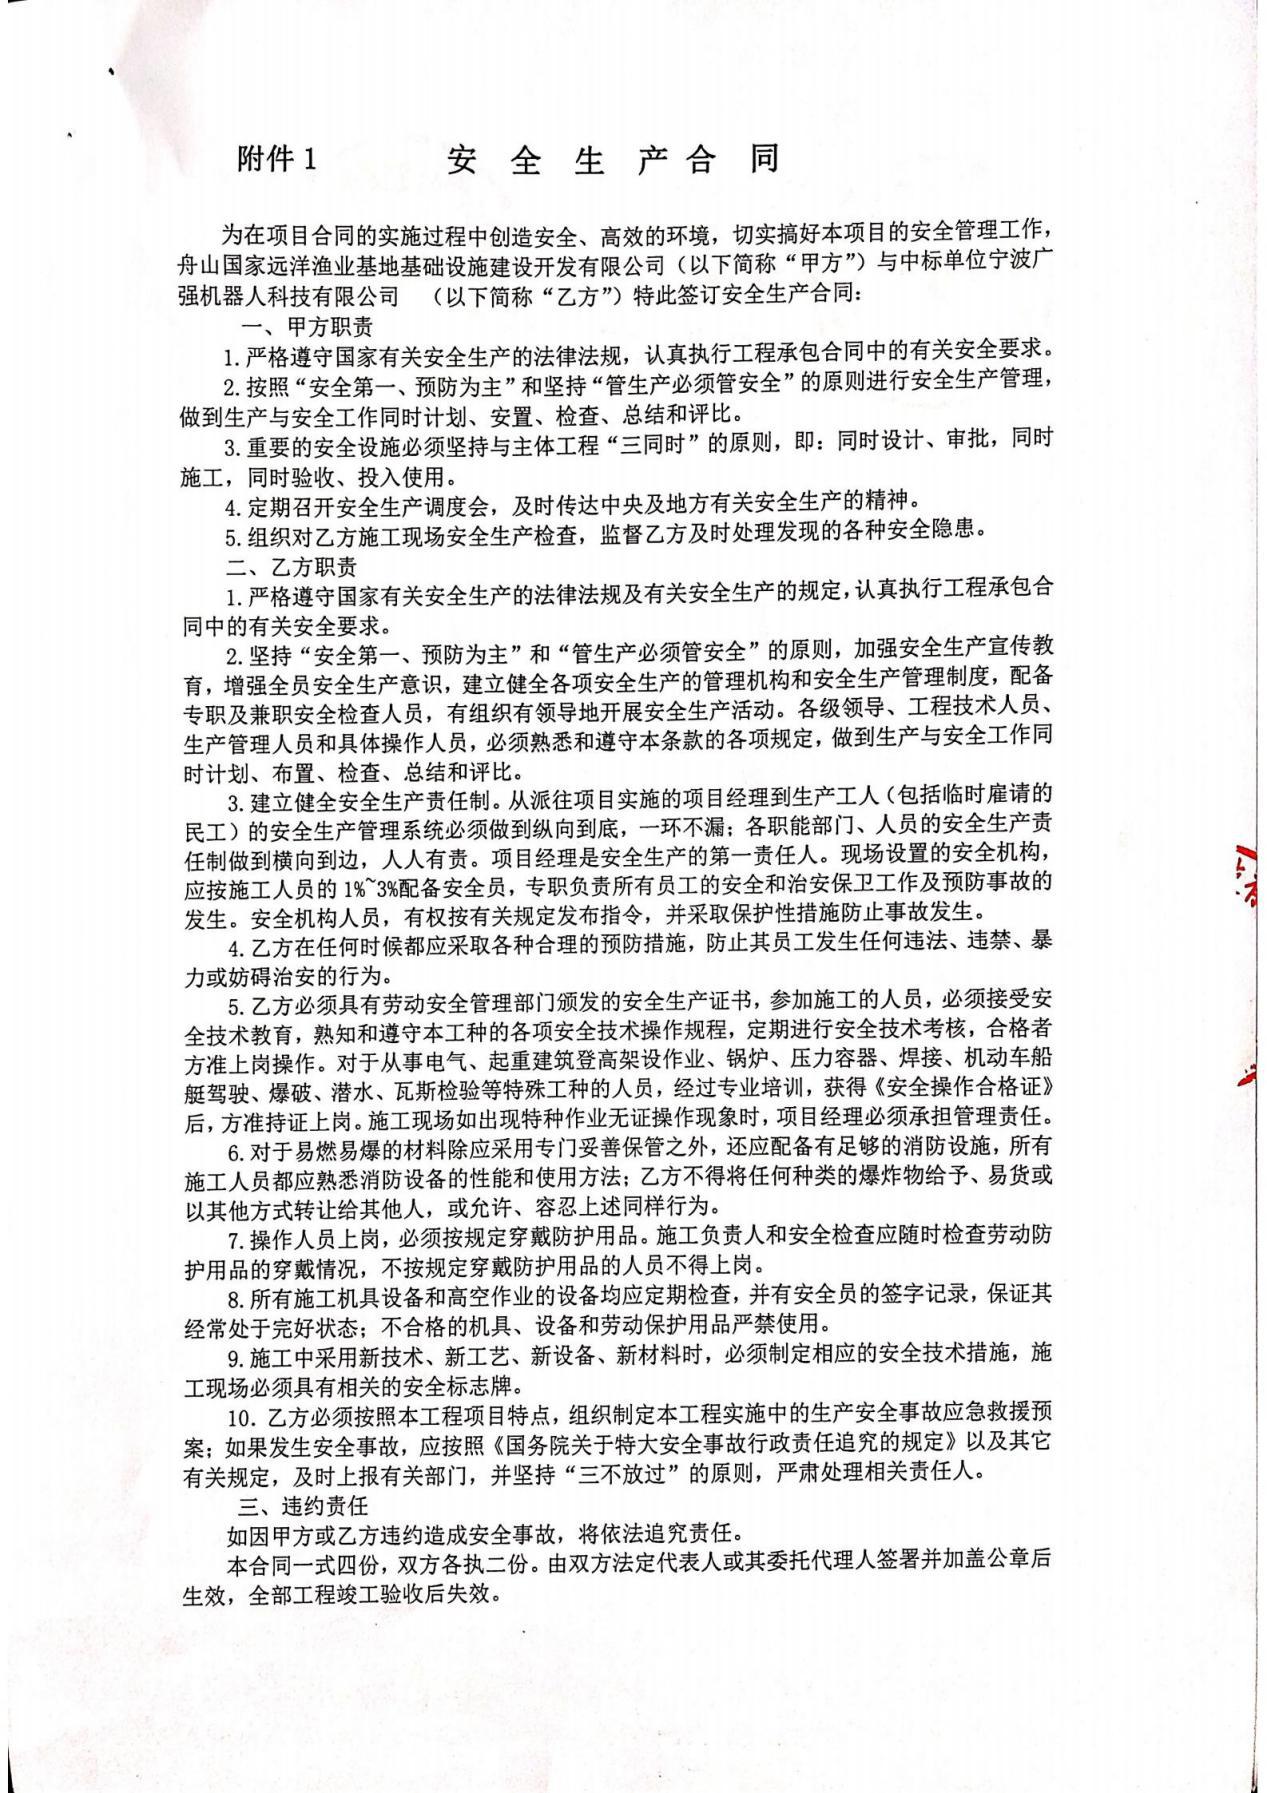 附件1 安 全 生 产 合 同
为在项目合同的实施过程中创造安全、高效的环境，切实搞好本项目的安全管理工作，
舟山国家远洋渔业基地基础设施建设开发有限公司（以下简称“甲方”）与中标单位宁波广
强机器人科技有限公司 （以下简称“乙方”）特此签订安全生产合同：
一、甲方职责
1.严格遵守国家有关安全生产的法律法规，认真执行工程承包合同中的有关安全要求。
2.按照“安全第一、预防为主”和坚持“管生产必须管安全”的原则进行安全生产管理，
做到生产与安全工作同时计划、安置、检查、总结和评比。
3.重要的安全设施必须坚持与主体工程“三同时”的原则，即：同时设计、审批，同时
施工，同时验收、投入使用。
4.定期召开安全生产调度会，及时传达中央及地方有关安全生产的精神。
5.组织对乙方施工现场安全生产检查，监督乙方及时处理发现的各种安全隐患。
二、乙方职责
1.严格遵守国家有关安全生产的法律法规及有关安全生产的规定，认真执行工程承包合
同中的有关安全要求。
2.坚持“安全第一、预防为主”和“管生产必须管安全”的原则，加强安全生产宣传教
育，增强全员安全生产意识，建立健全各项安全生产的管理机构和安全生产管理制度，配备
专职及兼职安全检查人员，有组织有领导地开展安全生产活动。各级领导、工程技术人员、
生产管理人员和具体操作人员，必须熟悉和遵守本条款的各项规定，做到生产与安全工作同
时计划、布置、检查、总结和评比。
3.建立健全安全生产责任制。从派往项目实施的项目经理到生产工人（包括临时雇请的
民工）的安全生产管理系统必须做到纵向到底，一环不漏；各职能部门、人员的安全生产责
任制做到横向到边，人人有责。项目经理是安全生产的第一责任人。现场设置的安全机构，
应按施工人员的1%~3%配备安全员，专职负责所有员工的安全和治安保卫工作及预防事故的
发生。安全机构人员，有权按有关规定发布指令，并采取保护性措施防止事故发生。
4.乙方在任何时候都应采取各种合理的预防措施，防止其员工发生任何违法、违禁、暴
力或妨碍治安的行为。
5.乙方必须具有劳动安全管理部门颁发的安全生产证书，参加施工的人员，必须接受安
全技术教育，熟知和遵守本工种的各项安全技术操作规程，定期进行安全技术考核，合格者
方准上岗操作。对于从事电气、起重建筑登高架设作业、锅炉、压力容器、焊接、机动车船
艇驾驶、爆破、潜水、瓦斯检验等特殊工种的人员，经过专业培训，获得《安全操作合格证》
后，方准持证上岗。施工现场如出现特种作业无证操作现象时，项目经理必须承担管理责任。
6.对于易燃易爆的材料除应采用专门妥善保管之外，还应配备有足够的消防设施，所有
施工人员都应熟悉消防设备的性能和使用方法；乙方不得将任何种类的爆炸物给予、易货或
以其他方式转让给其他人，或允许、容忍上述同样行为。
7.操作人员上岗，必须按规定穿戴防护用品。施工负责人和安全检查应随时检查劳动防
护用品的穿戴情况，不按规定穿戴防护用品的人员不得上岗。
8.所有施工机具设备和高空作业的设备均应定期检查，并有安全员的签字记录，保证其
经常处于完好状态；不合格的机具、设备和劳动保护用品严禁使用。
9.施工中采用新技术、新工艺、新设备、新材料时，必须制定相应的安全技术措施，施
工现场必须具有相关的安全标志牌。
10.乙方必须按照本工程项目特点，组织制定本工程实施中的生产安全事故应急救援预
案；如果发生安全事故，应按照《国务院关于特大安全事故行政责任追究的规定》以及其它
有关规定，及时上报有关部门，并坚持“三不放过”的原则，严肃处理相关责任人。
三、违约责任
如因甲方或乙方违约造成安全事故，将依法追究责任。
本合同一式四份，双方各执二份。由双方法定代表人或其委托代理人签署并加盖公章后
生效，全部工程竣工验收后失效。